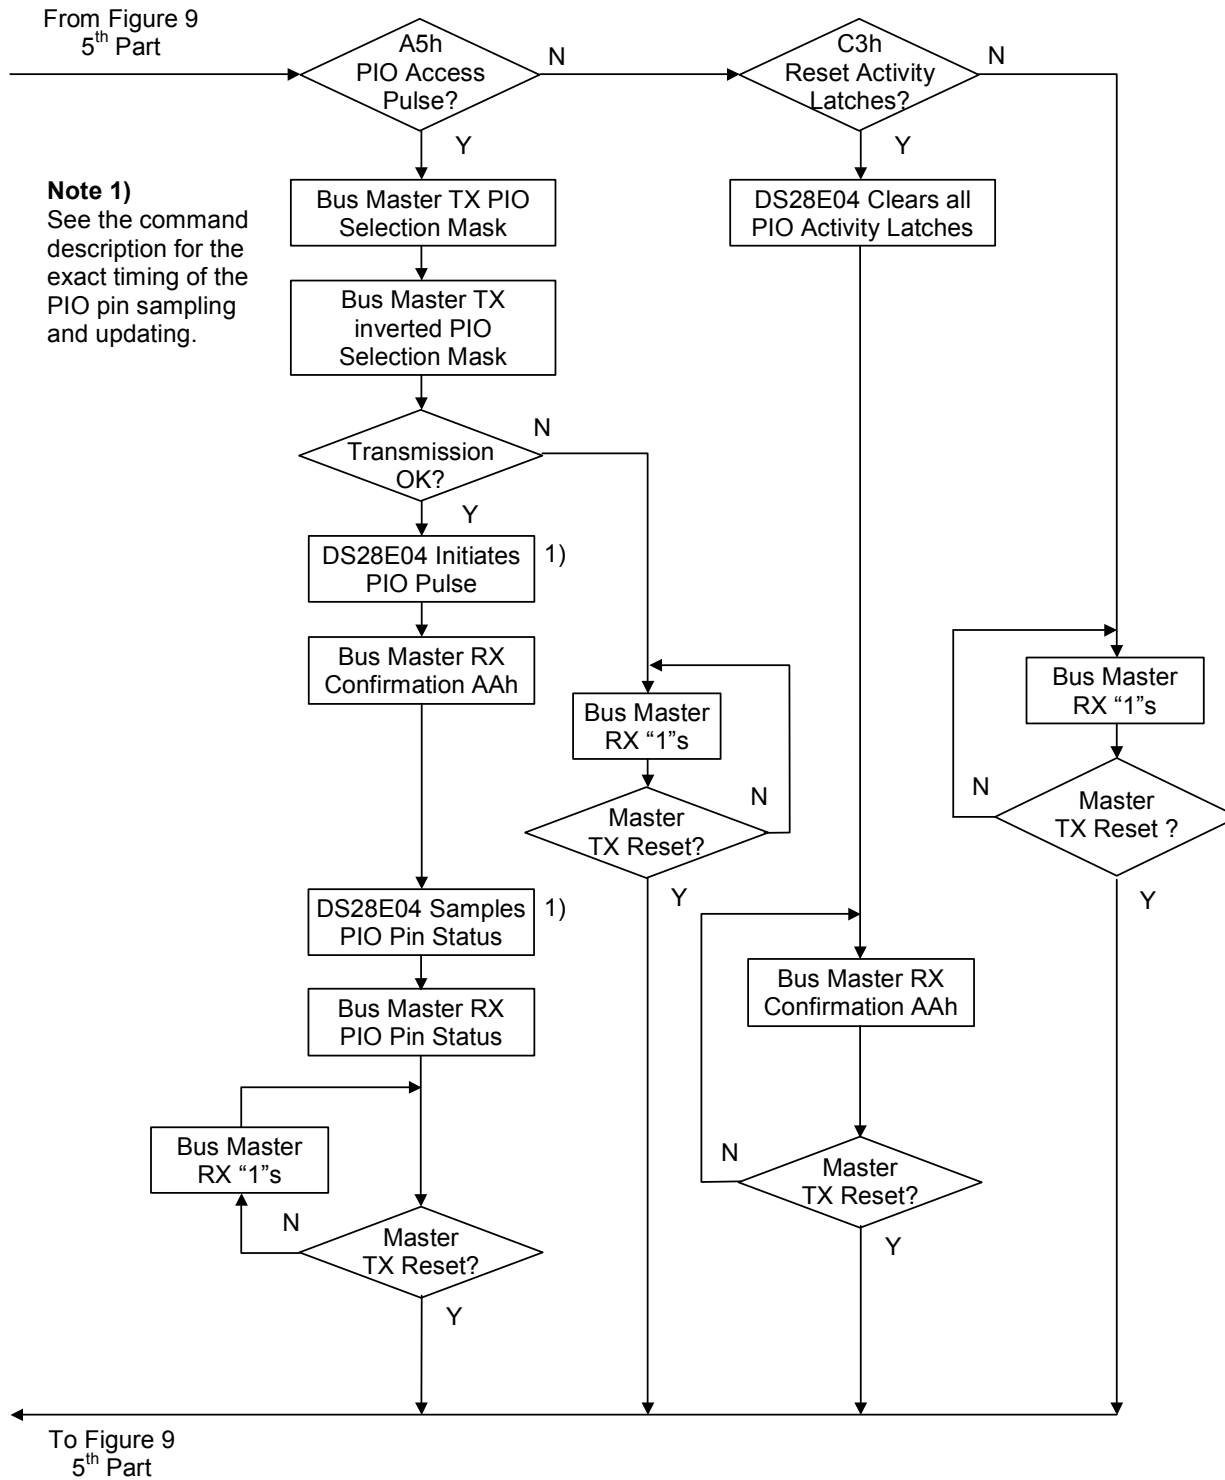 From Figure 9
5th Part
A5h
PIO Access
Pulse?
N
Y
C3h
Reset Activity
Latches?
N
Y
Note 1)
See the command
description for the
exact timing of the
PIO pin sampling
and updating.
Bus Master TX PIO
Selection Mask
DS28E04 Clears all
PIO Activity Latches
Bus Master TX
inverted PIO
Selection Mask
Transmission
OK?
N
Y
DS28E04 Initiates
PIO Pulse
1)
Bus Master RX
Confirmation AAh
Bus Master
RX “1”s
Master
TX Reset?
N
Y
Bus Master
RX “1”s
Master
TX Reset ?
N
Y
DS28E04 Samples
PIO Pin Status
1)
Bus Master RX
PIO Pin Status
Bus Master RX
Confirmation AAh
Master
TX Reset?
N
Y
Bus Master
RX “1”s
N
Master
TX Reset?
Y
To Figure 9
5th Part